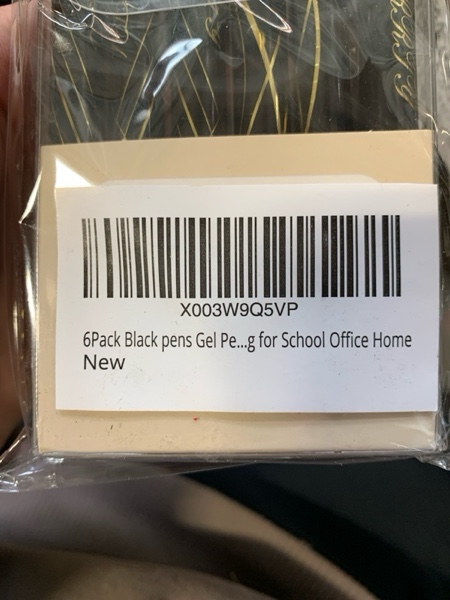 X003W9Q5VP
6Pack Black pens Gel Pe...g for School Office Home
New